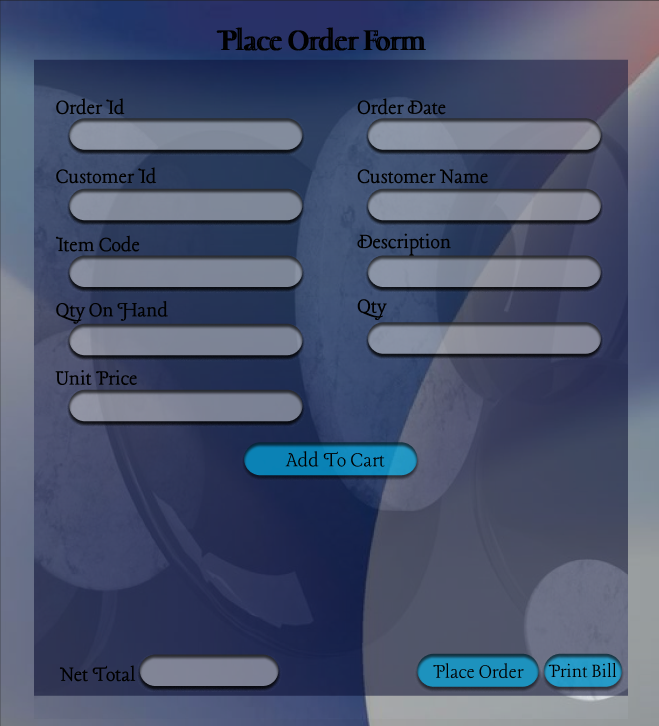 Place Order Form
Order Id
Order Date
Customer Id
Customer Name
Item Code
Description
Qty On Hand
Qty
Unit Price
Add To Cart
Net Total
Place Order
Print Bill